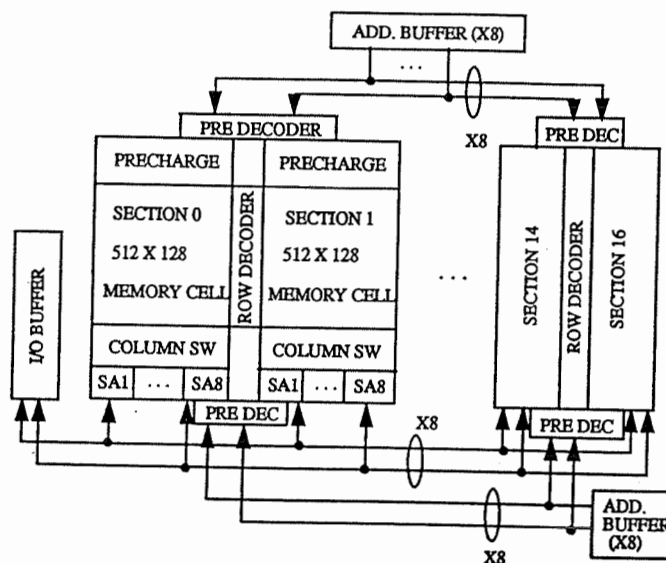 ADD. BUFFER (X8)
...
X8
PRE DECODER
PRE DEC
PRECHARGE
PRECHARGE
SECTION 0
512 X 128
MEMORY CELL
ROW DECODER
SECTION 1
512 X 128
MEMORY CELL
...
SECTION 14
ROW DECODER
SECTION 16
I/O BUFFER
COLUMN SW
COLUMN SW
SA1 ... SA8
SA1 ... SA8
PRE DEC
PRE DEC
X8
X8
ADD.
BUFFER
(X8)